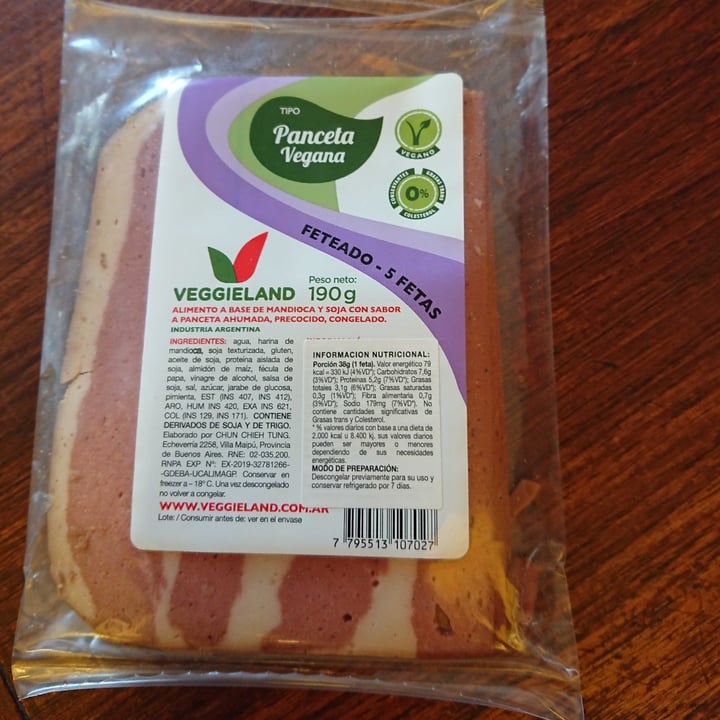 TIPO
Panceta
Vegana
VEGANO
CONSERVANTES
GRASAS TRANS
0%
COLESTEROL
FETEADO - 5 FETAS
VEGGIELAND
Peso neto:
190g
ALIMENTO A BASE DE MANDIOCA Y SOJA CON SABOR
A PANCETA AHUMADA, PRECOCIDO, CONGELADO.
INDUSTRIA ARGENTINA
INGREDIENTES: agua, harina de
mandioca, soja texturizada, gluten,
aceite de soja, proteína aislada de
soja, almidón de maíz, fécula de
papa, vinagre de alcohol, salsa de
soja, sal, azúcar, jarabe de glucosa,
pimienta, EST (INS 407, INS 412),
ARO, HUM INS 420, EXA INS 621,
COL (INS 129, INS 171). CONTIENE
DERIVADOS DE SOJA Y DE TRIGO.
Elaborado por CHUN CHIEH TUNG.
Echeverría 2258, Villa Maipú, Provincia
de Buenos Aires. RNE: 02-035.200.
RNPA EXP Nº: EX-2019-32781266-
-GDEBA-UCALIMAGP. Conservar en
freezer a – 18º C. Una vez descongelado
no volver a congelar.
WWW.VEGGIELAND.COM.AR
Lote: / Consumir antes de: ver en el envase
INFORMACION NUTRICIONAL:
Porción 38g (1 feta). Valor energético 79
kcal = 330 kJ (4%VD*); Carbohidratos 7,6g
(3%VD*); Proteínas 5,2g (7%VD*); Grasas
totales 3,1g (6%VD*); Grasas saturadas
0,3g (1%VD*); Fibra alimentaria 0,7g
(3%VD*); Sodio 179mg (7%VD*). No
contiene cantidades significativas de
Grasas trans y Colesterol.
* % valores diarios con base a una dieta de
2.000 kcal u 8.400 kj, sus valores diarios
pueden ser mayores o menores
dependiendo de sus necesidades
energéticas.
MODO DE PREPARACIÓN:
Descongelar previamente para su uso y
conservar refrigerado por 7 días.
7 795513 107027